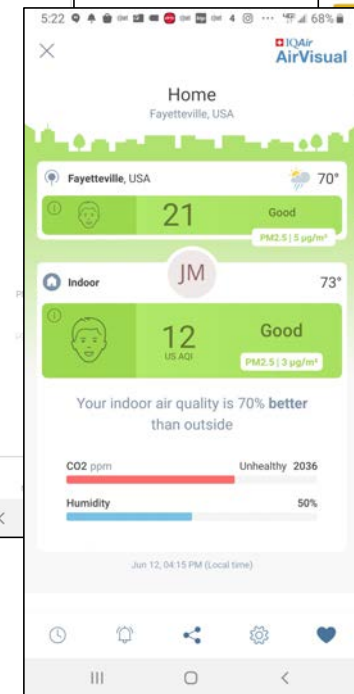 5:22 4 68%
IQAir
AirVisual
Home
Fayetteville, USA
Fayetteville, USA 70°
21 Good
PM2.5 | 5 µg/m³
JM
Indoor 73°
12 Good
US AQI
PM2.5 | 3 µg/m³
Your indoor air quality is 70% better
than outside
CO2 ppm Unhealthy 2036
Humidity 50%
Jun 12, 04:15 PM (Local time)